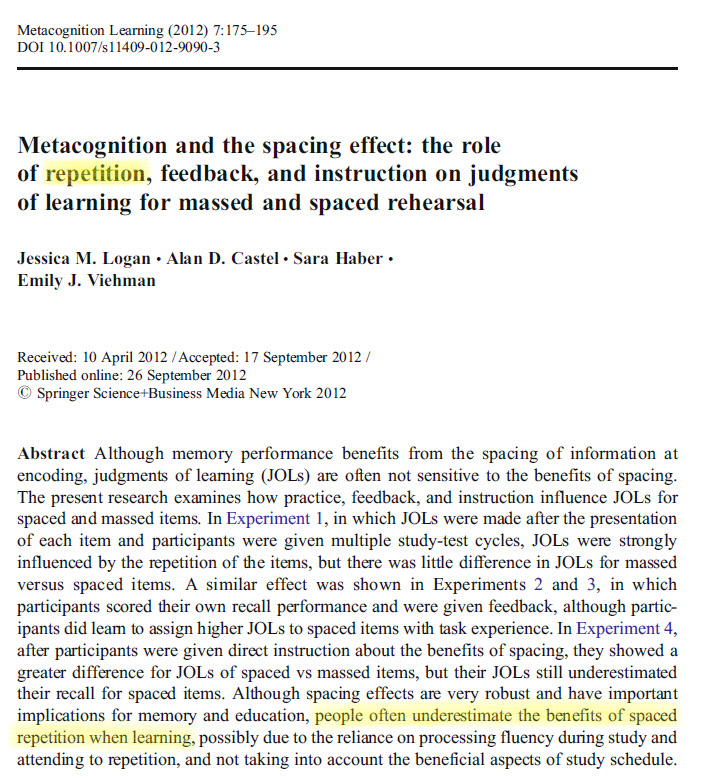 Metacognition Learning (2012) 7:175–195
DOI 10.1007/s11409-012-9090-3
Metacognition and the spacing effect: the role
of repetition, feedback, and instruction on judgments
of learning for massed and spaced rehearsal
Jessica M. Logan • Alan D. Castel • Sara Haber •
Emily J. Viehman
Received: 10 April 2012 / Accepted: 17 September 2012 /
Published online: 26 September 2012
© Springer Science+Business Media New York 2012
Abstract Although memory performance benefits from the spacing of information at
encoding, judgments of learning (JOLs) are often not sensitive to the benefits of spacing.
The present research examines how practice, feedback, and instruction influence JOLs for
spaced and massed items. In Experiment 1, in which JOLs were made after the presentation
of each item and participants were given multiple study-test cycles, JOLs were strongly
influenced by the repetition of the items, but there was little difference in JOLs for massed
versus spaced items. A similar effect was shown in Experiments 2 and 3, in which
participants scored their own recall performance and were given feedback, although partic-
ipants did learn to assign higher JOLs to spaced items with task experience. In Experiment 4,
after participants were given direct instruction about the benefits of spacing, they showed a
greater difference for JOLs of spaced vs massed items, but their JOLs still underestimated
their recall for spaced items. Although spacing effects are very robust and have important
implications for memory and education, people often underestimate the benefits of spaced
repetition when learning, possibly due to the reliance on processing fluency during study and
attending to repetition, and not taking into account the beneficial aspects of study schedule.